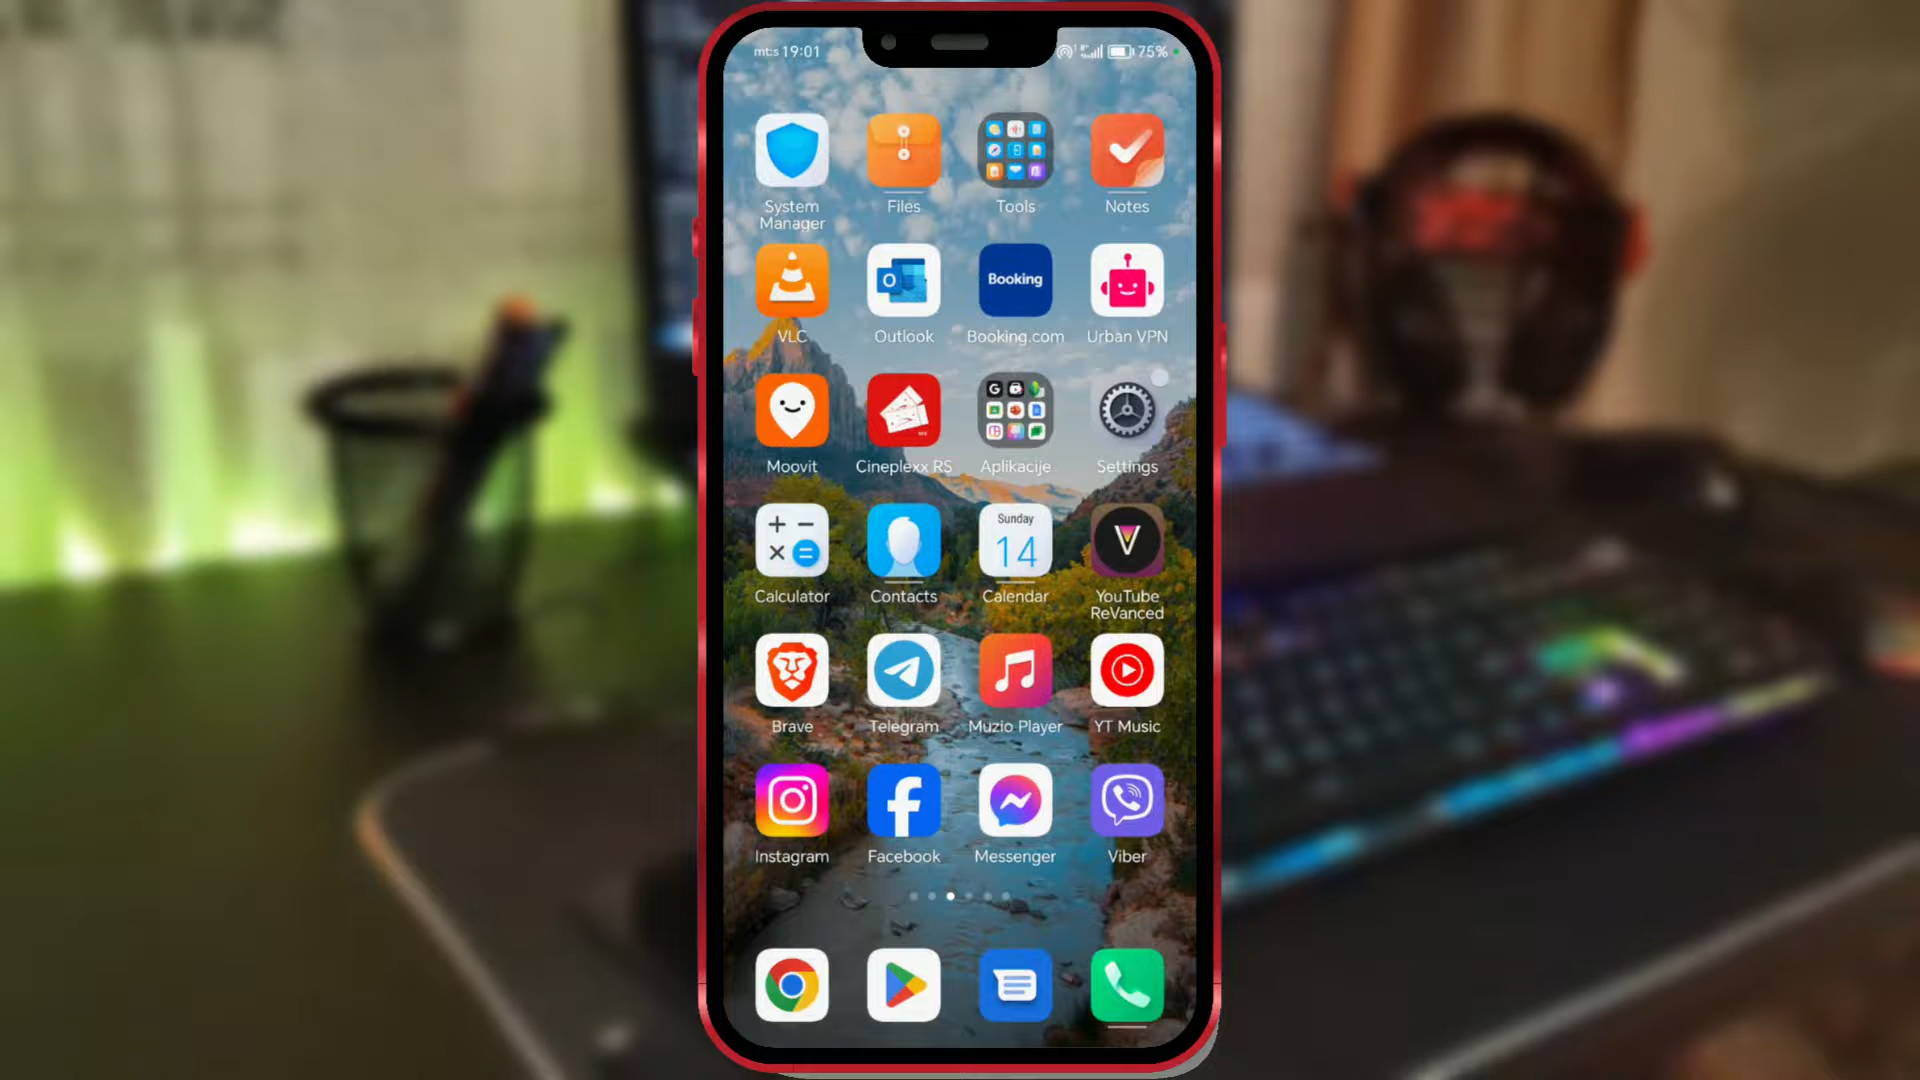 mt:s 19:01
75%
System Manager
Files
Tools
Notes
VLC
Outlook
Booking
Booking.com
Urban VPN
Moovit
Cineplexx RS
Aplikacije
Settings
Calculator
Contacts
Sunday
14
Calendar
YouTube ReVanced
Brave
Telegram
Muzio Player
YT Music
Instagram
Facebook
Messenger
Viber